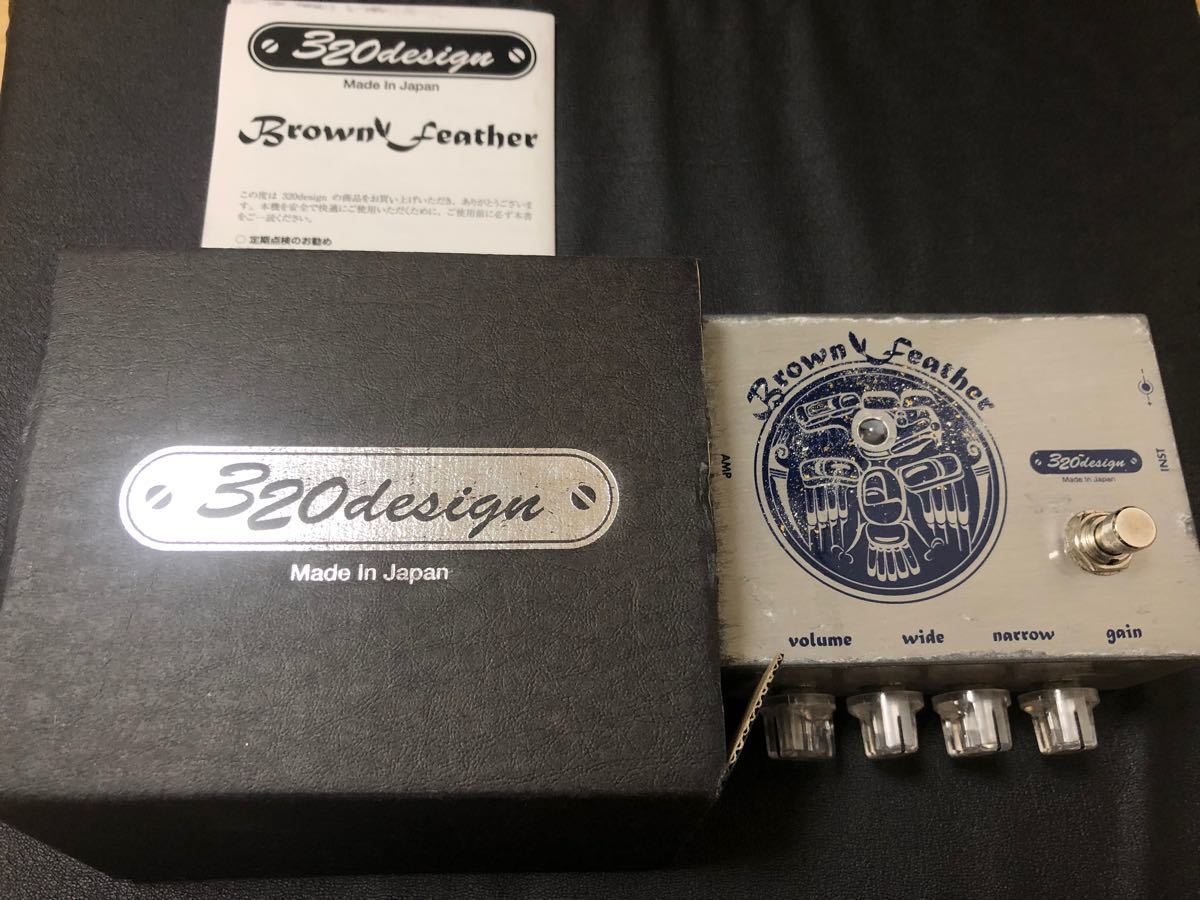 320design
Made In Japan
Brown Feather
この度は 320design の商品をお買い上げいただき、ありがとうございま
す。本機を安全で快適にご使用いただくために、ご使用前に必ず本書
をご一読ください。
○ 定期点検のお勧め
320design
Made In Japan
Brown Feather
AMP
320design
Made In Japan
INST
- +
volume wide narrow gain